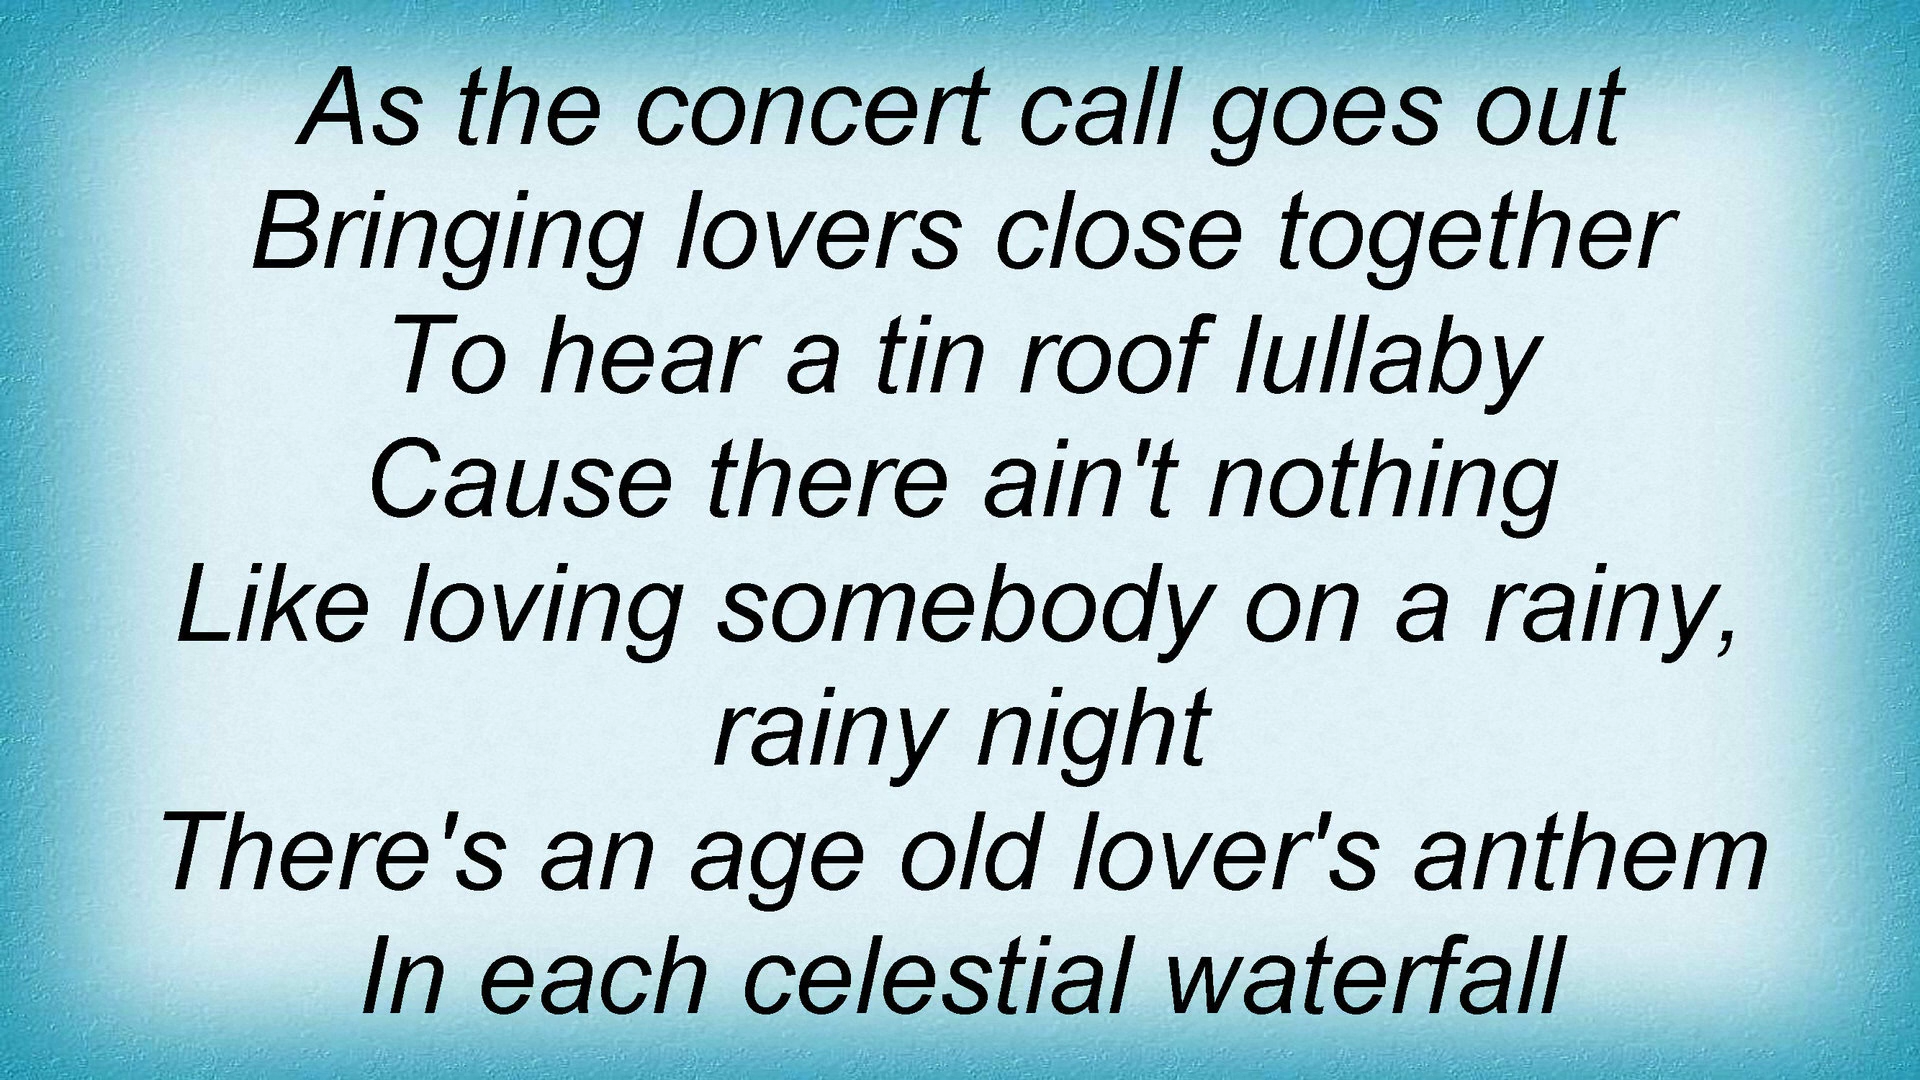 As the concert call goes out
Bringing lovers close together
To hear a tin roof lullaby
Cause there ain't nothing
Like loving somebody on a rainy,
rainy night
There's an age old lover's anthem
In each celestial waterfall